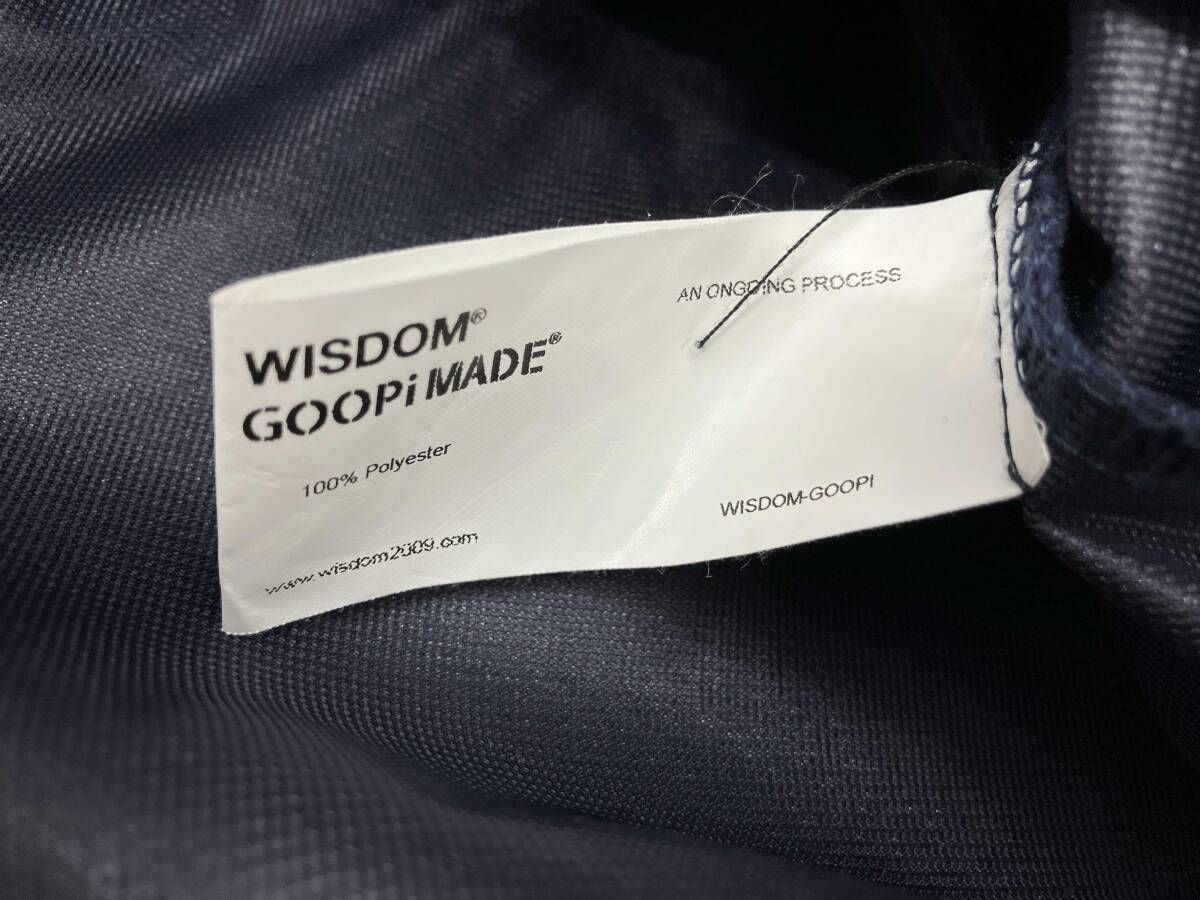 WISDOM®
GOOPi MADE®
100% Polyester
www.wisdom2009.com
AN ONGOING PROCESS
WISDOM-GOOPI